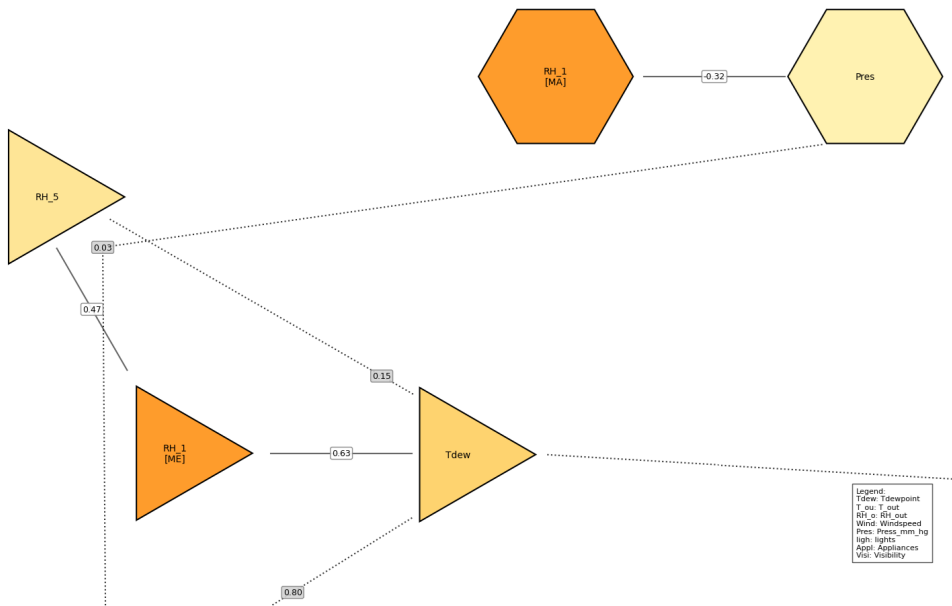 RH_1
[MA]
-0.32
Pres
RH_5
0.03
0.47
0.15
RH_1
[ME]
0.63
Tdew
Legend:
Tdew: Tdewpoint
T_ou: T_out
RH_o: RH_out
Wind: Windspeed
Pres: Press_mm_hg
ligh: lights
Appl: Appliances
Visi: Visibility
0.80